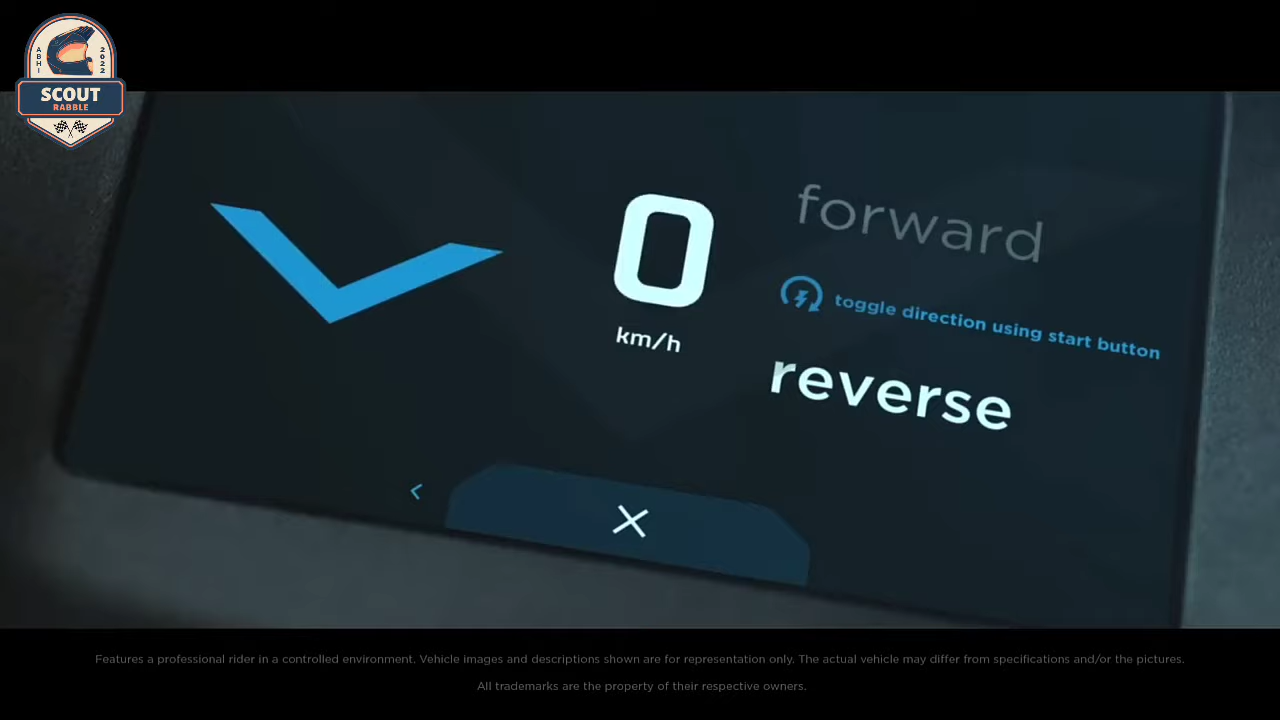 ABHI
2022
SCOUT
RABBLE
forward
0
toggle direction using start button
km/h
reverse
Features a professional rider in a controlled environment. Vehicle images and descriptions shown are for representation only. The actual vehicle may differ from specifications and/or the pictures.
All trademarks are the property of their respective owners.